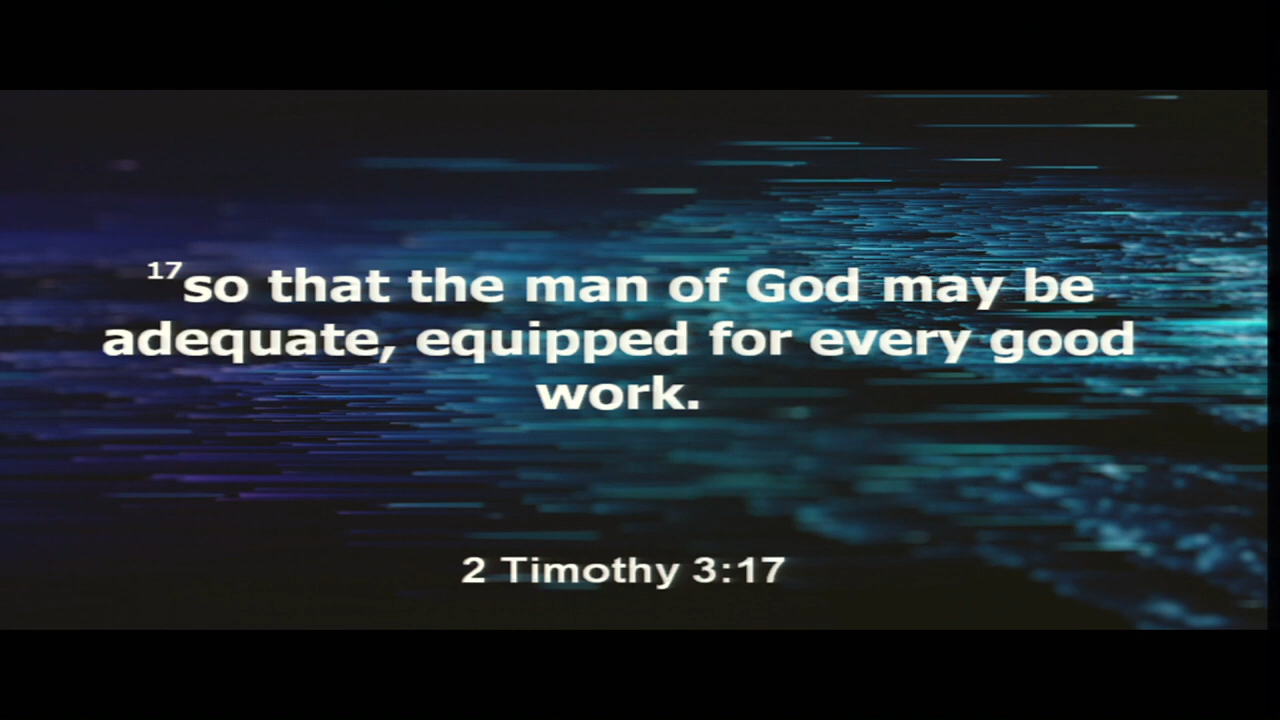 17so that the man of God may be
adequate, equipped for every good
work.
2 Timothy 3:17